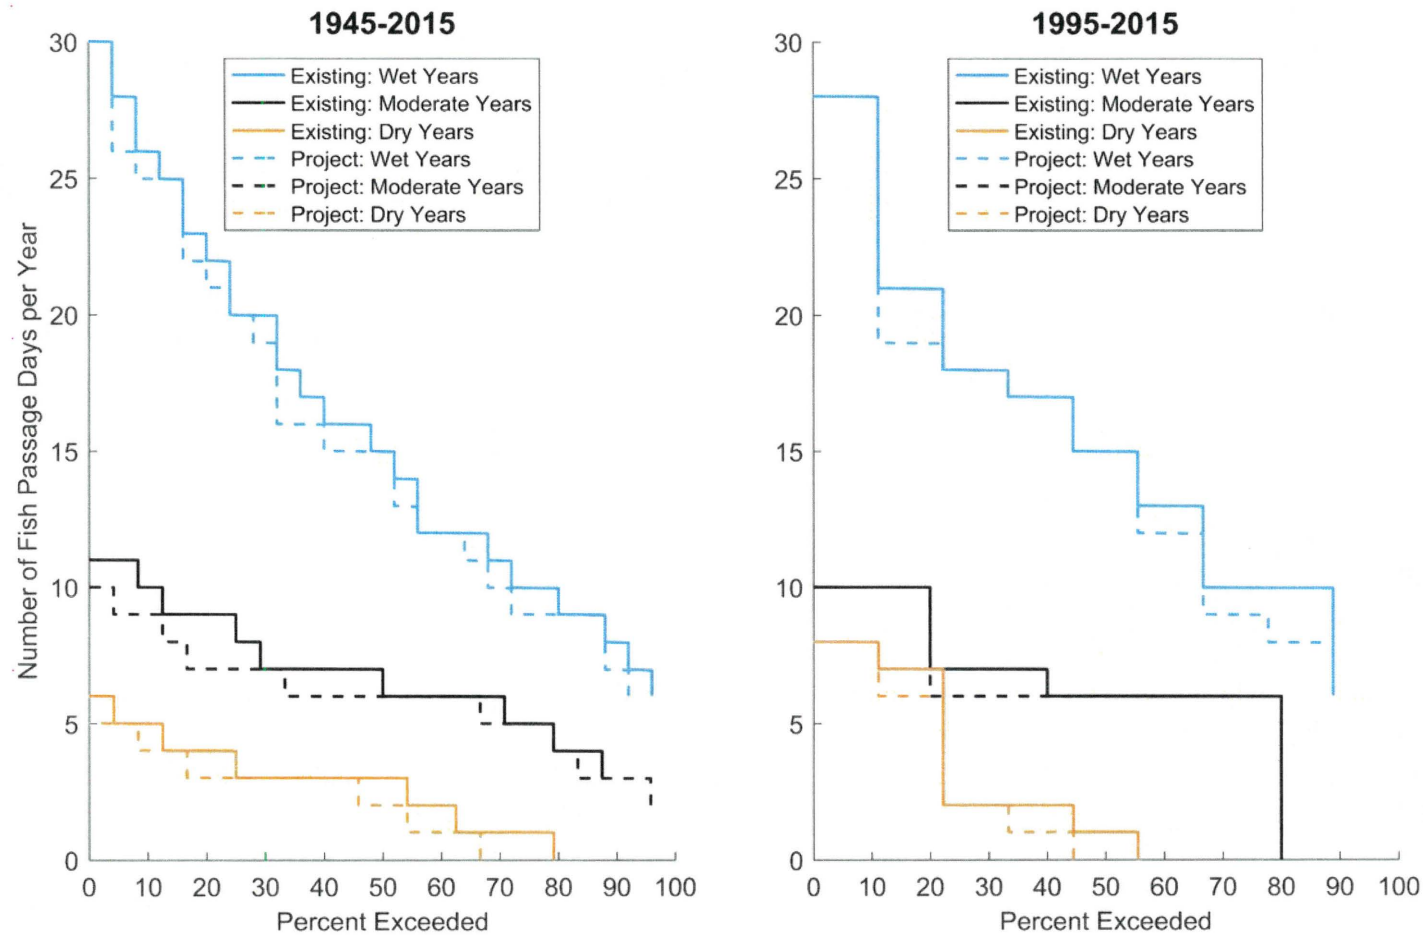 1945-2015
30
25
20
15
10
5
0
Number of Fish Passage Days per Year
Existing: Wet Years
Existing: Moderate Years
Existing: Dry Years
Project: Wet Years
Project: Moderate Years
Project: Dry Years
0 10 20 30 40 50 60 70 80 90 100
Percent Exceeded
1995-2015
30
25
20
15
10
5
0
Existing: Wet Years
Existing: Moderate Years
Existing: Dry Years
Project: Wet Years
Project: Moderate Years
Project: Dry Years
0 10 20 30 40 50 60 70 80 90 100
Percent Exceeded